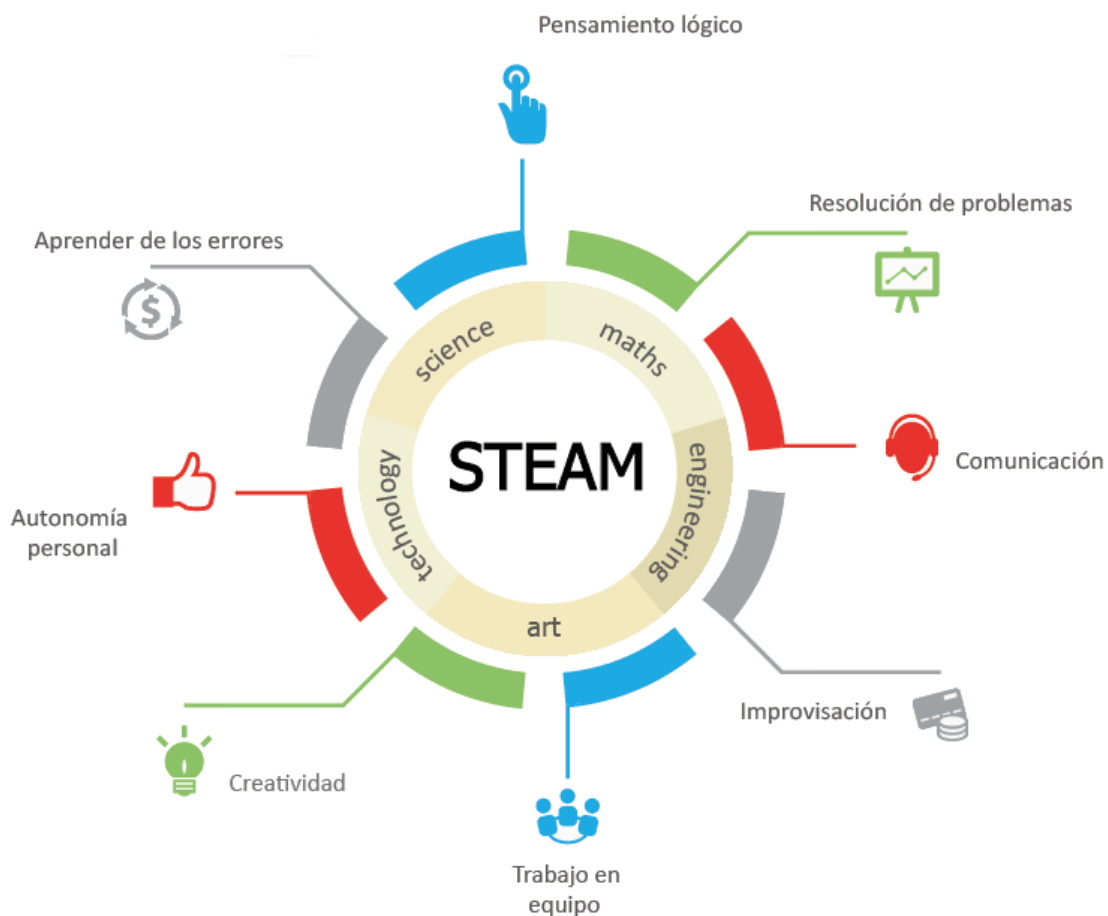 Pensamiento lógico
Resolución de problemas
Aprender de los errores
science
maths
STEAM
Comunicación
technology
engineering
Autonomía
personal
art
Improvisación
Creatividad
Trabajo en
equipo
$